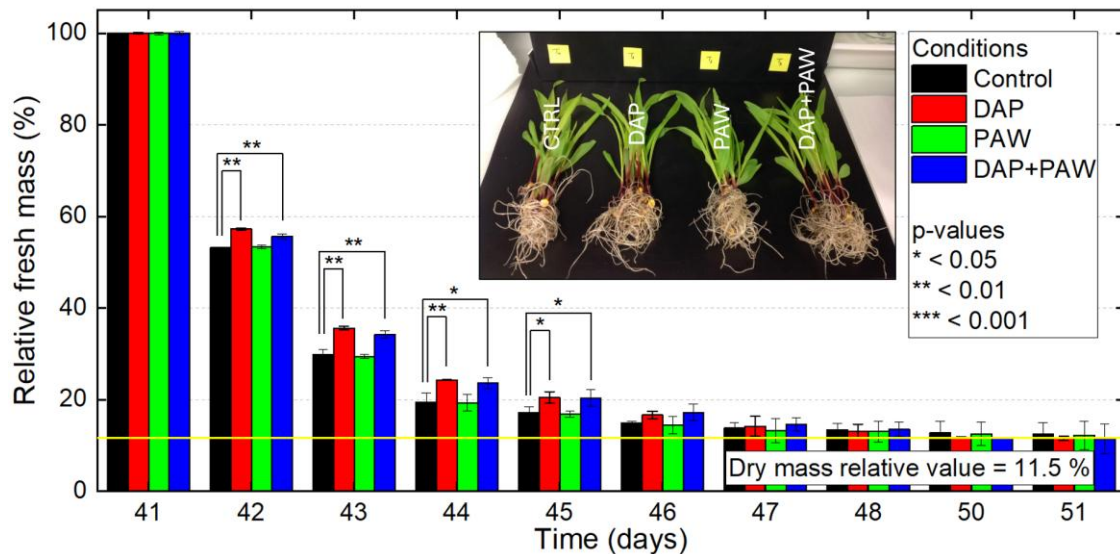 Relative fresh mass (%)
100
80
60
40
20
0
**
**
**
**
**
*
*
*
CTRL
DAP
PAW
DAP+PAW
Conditions
Control
DAP
PAW
DAP+PAW
p-values
* < 0.05
** < 0.01
*** < 0.001
Dry mass relative value = 11.5 %
41 42 43 44 45 46 47 48 50 51
Time (days)